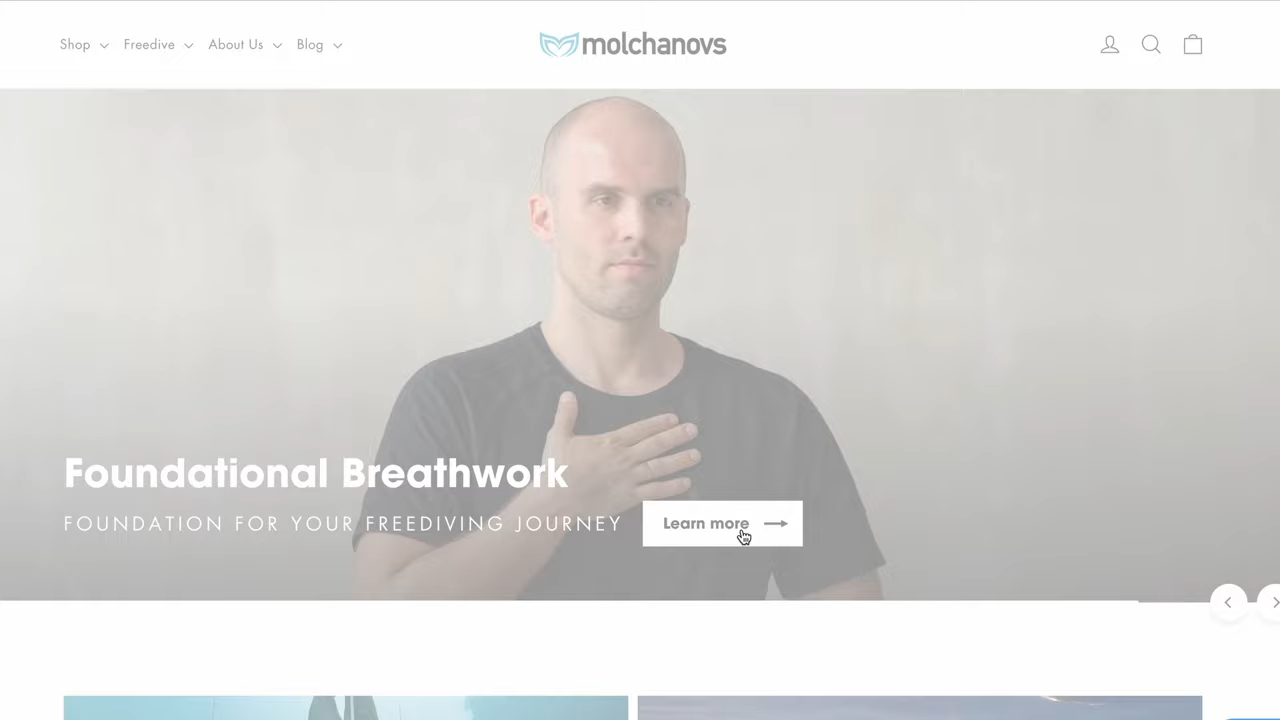 Shop
Freedive
About Us
Blog
molchanovs
Foundational Breathwork
FOUNDATION FOR YOUR FREEDIVING JOURNEY
Learn more